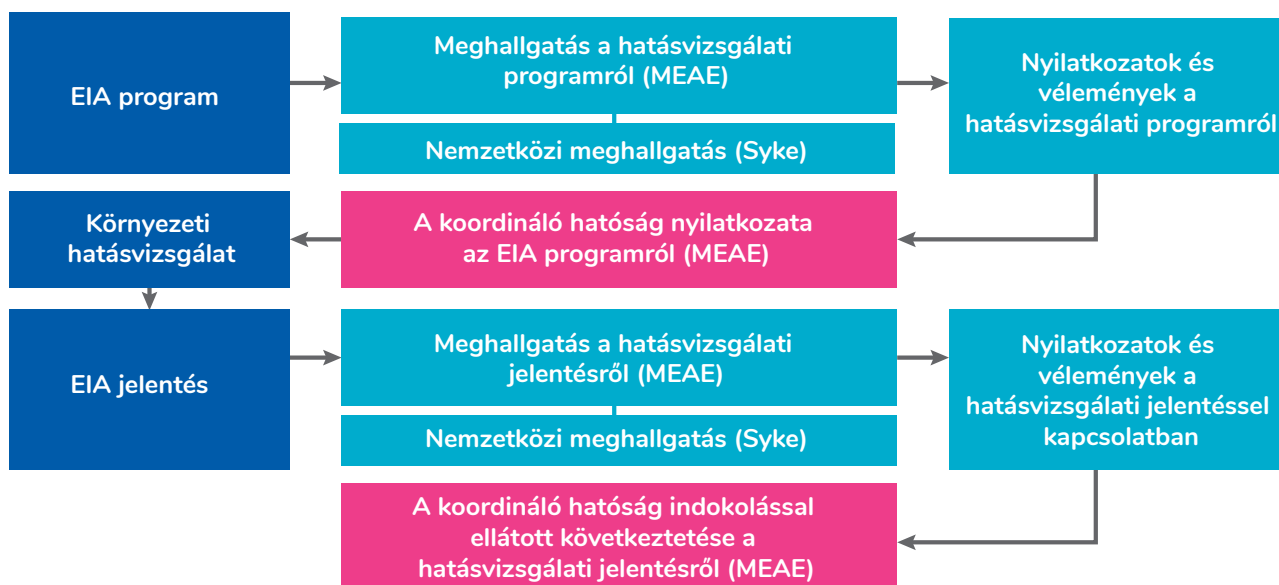 EIA program
Meghallgatás a hatásvizsgálati
programról (MEAE)
Nemzetközi meghallgatás (Syke)
Nyilatkozatok és
vélemények a
hatásvizsgálati programról
Környezeti
hatásvizsgálat
A koordináló hatóság nyilatkozata
az EIA programról (MEAE)
EIA jelentés
Meghallgatás a hatásvizsgálati
jelentésről (MEAE)
Nemzetközi meghallgatás (Syke)
Nyilatkozatok és
vélemények a
hatásvizsgálati jelentéssel
kapcsolatban
A koordináló hatóság indokolással
ellátott következtetése a
hatásvizsgálati jelentésről (MEAE)